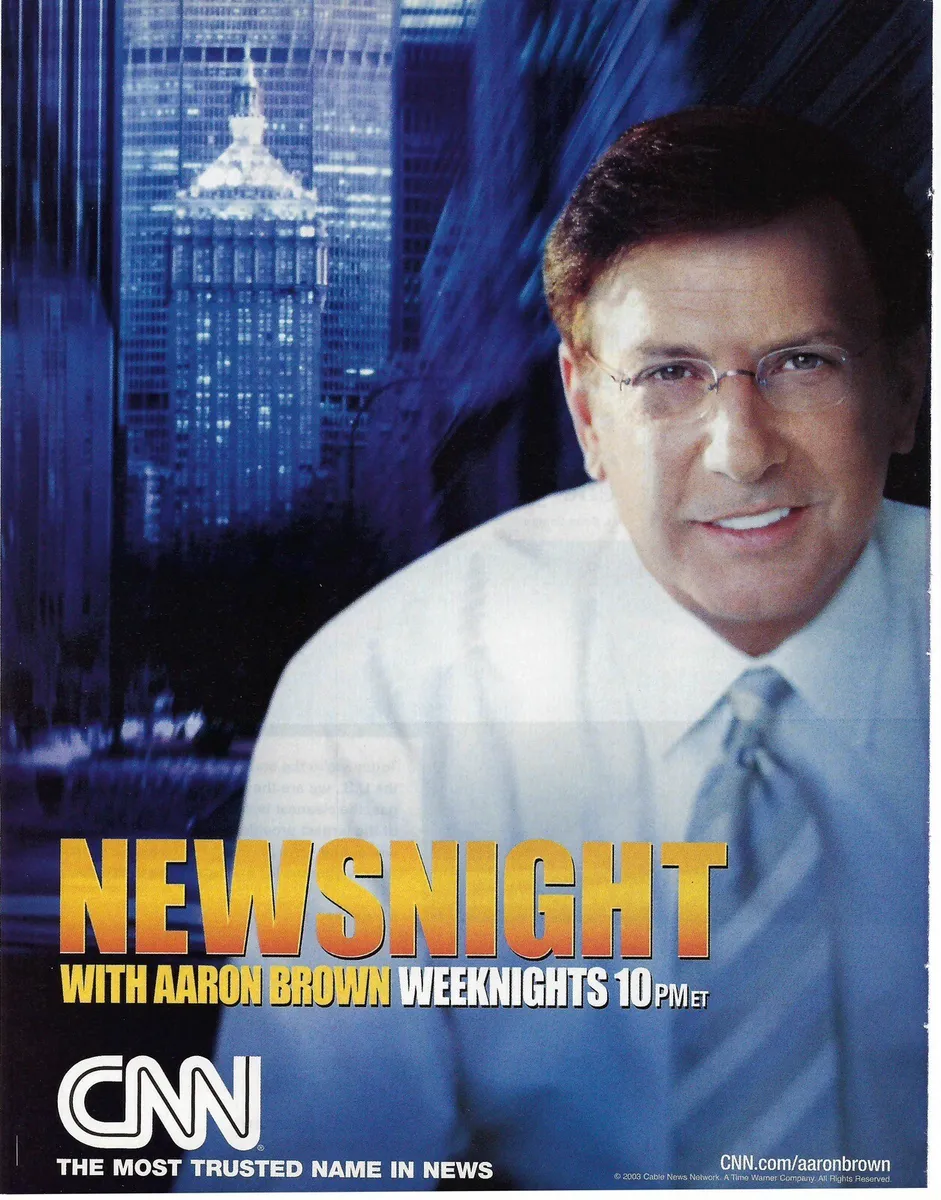 NEWSNIGHT
WITH AARON BROWN WEEKNIGHTS 10PM ET
CNN®
THE MOST TRUSTED NAME IN NEWS
CNN.com/aaronbrown
© 2003 Cable News Network. A Time Warner Company. All Rights Reserved.